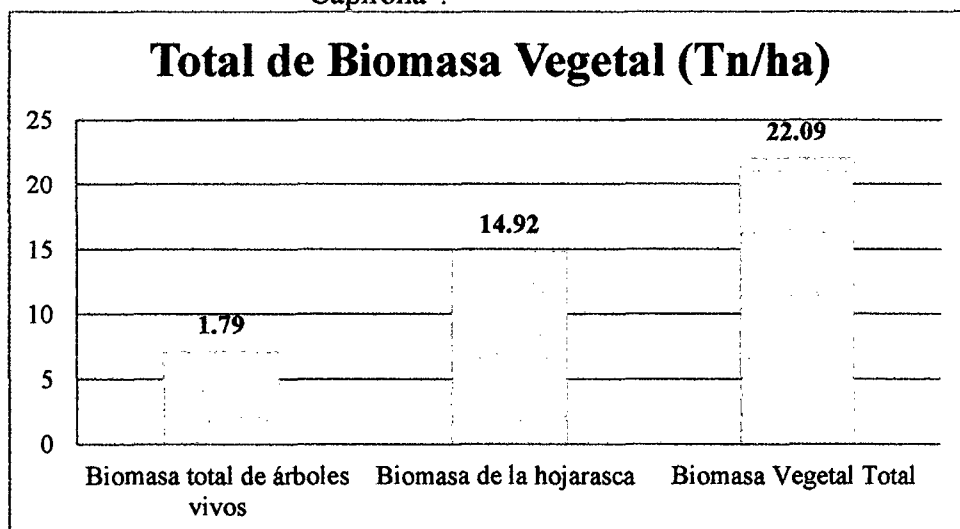 Capirona".
Total de Biomasa Vegetal (Tn/ha)
25
22.09
20
14.92
15
10
1.79
5
0
Biomasa total de árboles
vivos
Biomasa de la hojarasca
Biomasa Vegetal Total